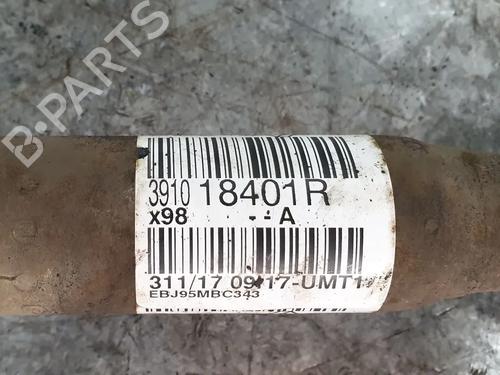 B-PARTS
3910 18401R
x98 --A
311/17 09/17-UMT1
EBJ95MBC343